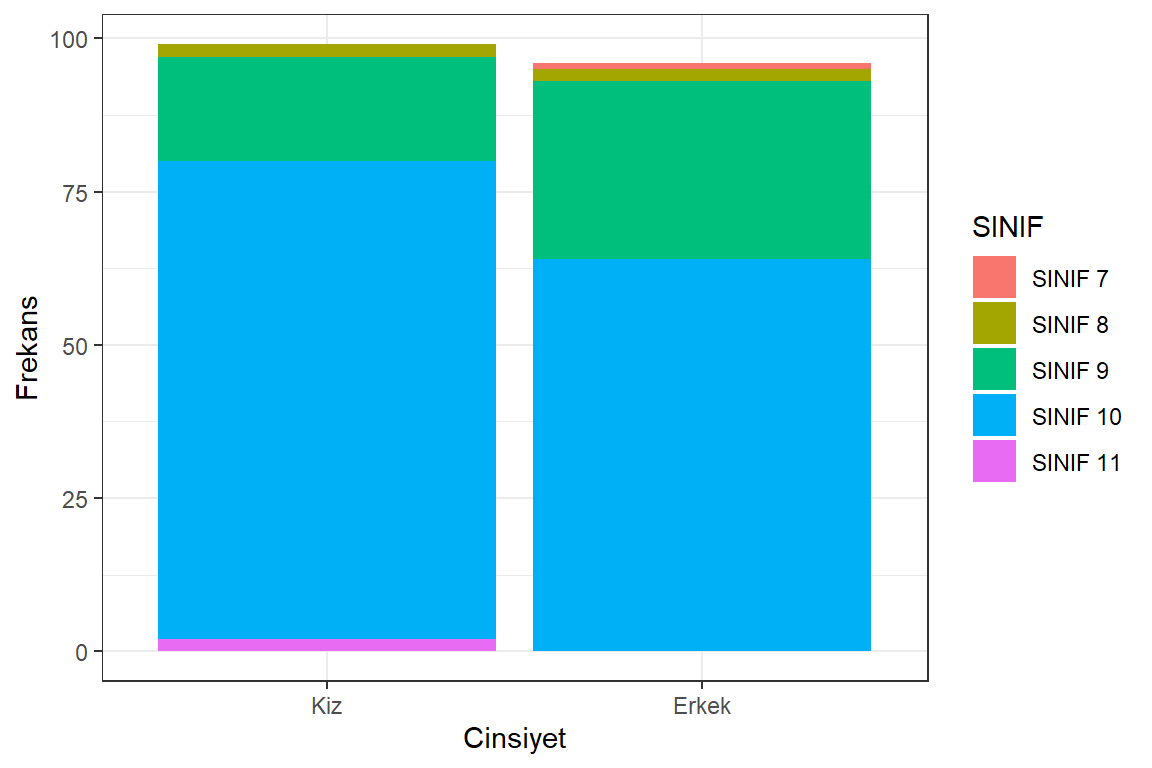 Frekans
100
75
50
25
0
Kiz
Erkek
Cinsiyet
SINIF
SINIF 7
SINIF 8
SINIF 9
SINIF 10
SINIF 11